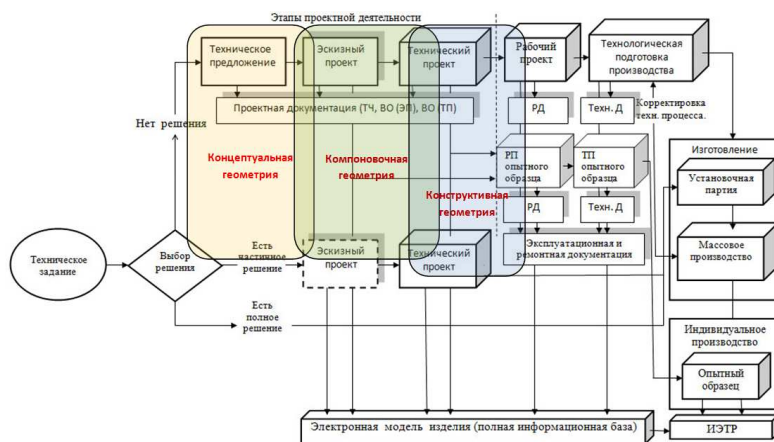 Этапы проектной деятельности
Техническое
предложение
Эскизный
проект
Технический
проект
Рабочий
проект
Технологическая
подготовка
производства
Проектная документация (ТЧ, ВО (ЭП), ВО (ТП)
РД
Техн. Д
Корректировка
техн. процесса.
Нет решения
Концептуальная
геометрия
Компоновочная
геометрия
Конструктивная
геометрия
РП
опытного
образца
ТП
опытного
образца
Изготовление
Установочная
партия
РД
Техн. Д
Техническое
задание
Выбор
решения
Есть
частичное
решение
Эскизный
проект
Технический
проект
Эксплуатационная и
ремонтная документация
Массовое
производство
Есть
полное
решение
Индивидуальное
производство
Опытный
образец
Электронная модель изделия (полная информационная база)
ИЭТР